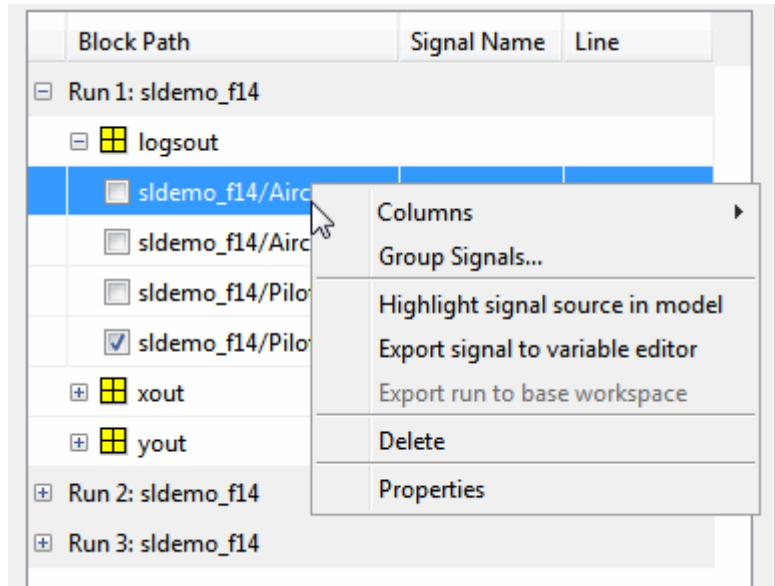 Block Path Signal Name Line
Run 1: sldemo_f14
logsout
sldemo_f14/Airc
Columns
sldemo_f14/Airc
Group Signals...
sldemo_f14/Pilo
Highlight signal source in model
sldemo_f14/Pilo
Export signal to variable editor
xout
Export run to base workspace
yout
Delete
Run 2: sldemo_f14
Properties
Run 3: sldemo_f14